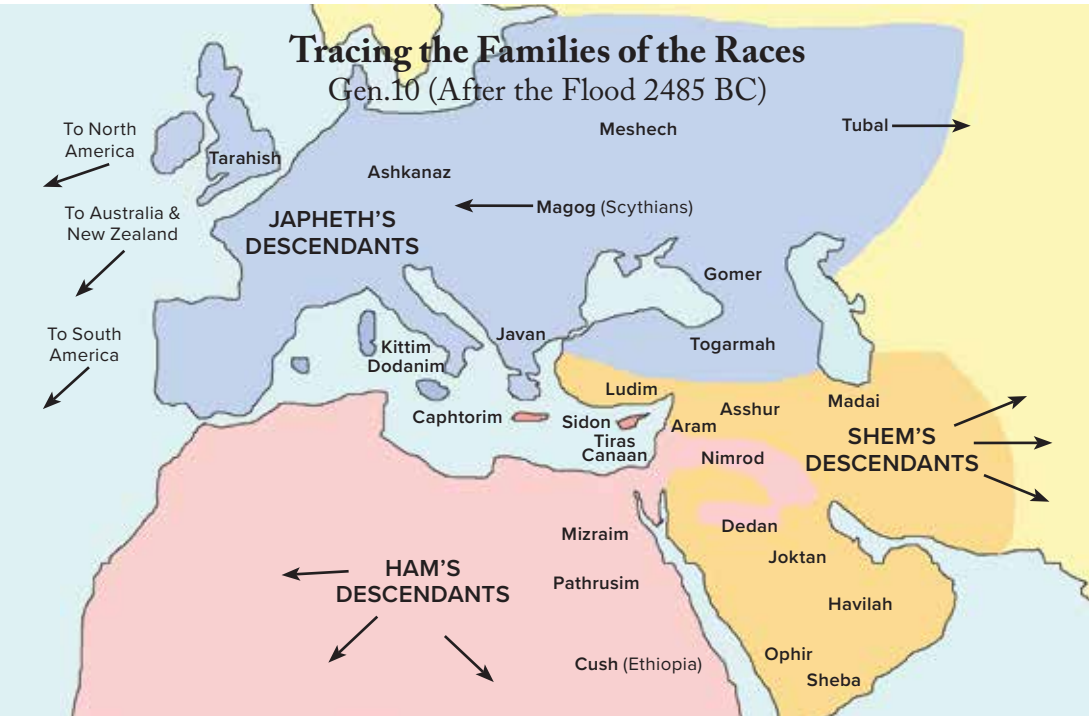 Tracing the Families of the Races
Gen.10 (After the Flood 2485 BC)
To North
America
Tarahish
Meshech
Tubal
Ashkanaz
To Australia &
New Zealand
JAPHETH'S
DESCENDANTS
Magog (Scythians)
Gomer
To South
America
Javan
Kittim
Dodanim
Togarmah
Ludim
Caphtorim
Sidon
Tiras
Canaan
Aram
Asshur
Madai
Nimrod
SHEM'S
DESCENDANTS
Dedan
Mizraim
Joktan
HAM'S
DESCENDANTS
Pathrusim
Havilah
Cush (Ethiopia)
Ophir
Sheba